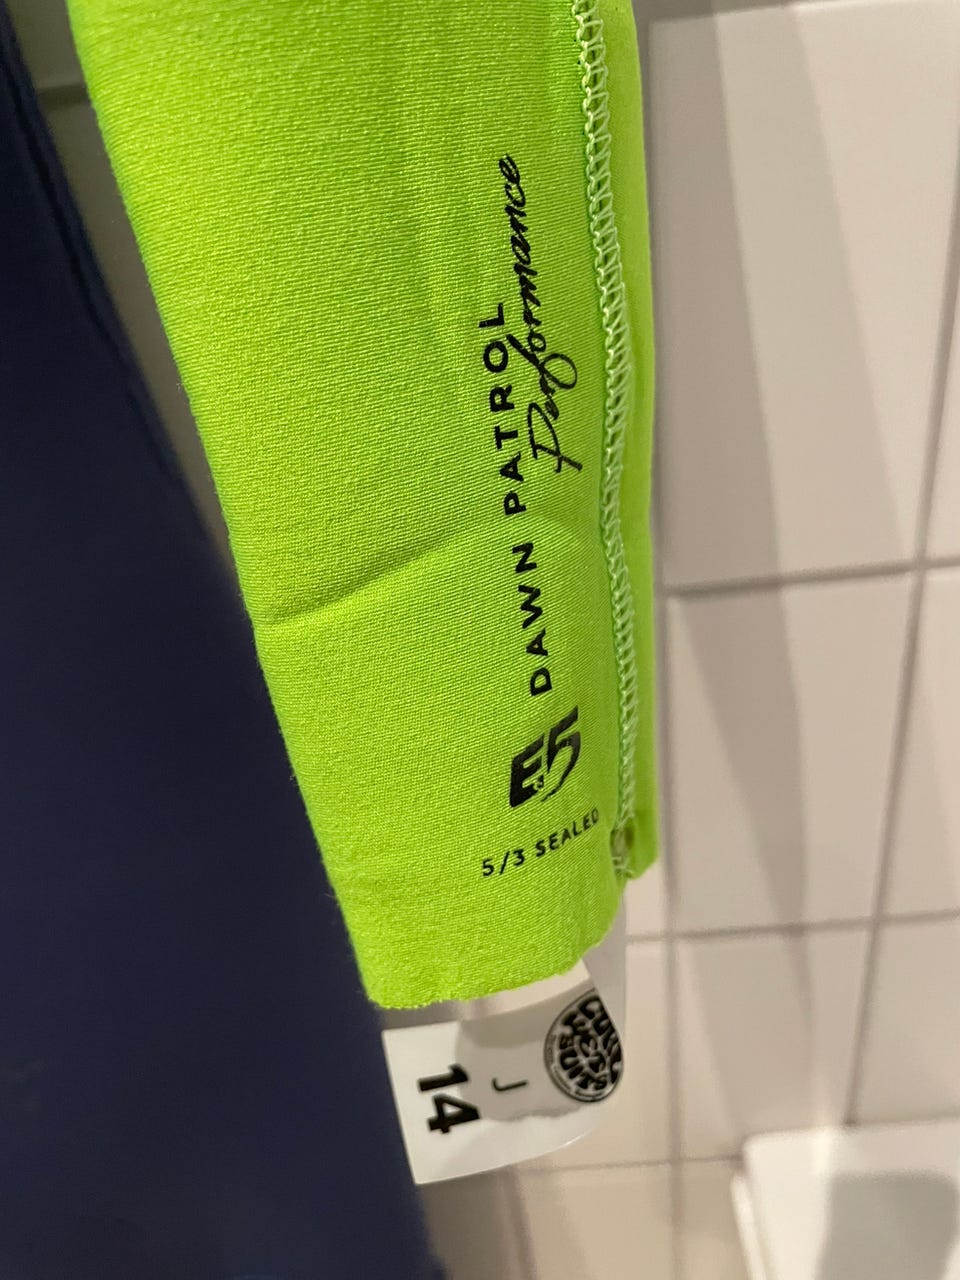 DAWN PATROL
Performance
E5
5/3 SEALED
J
14